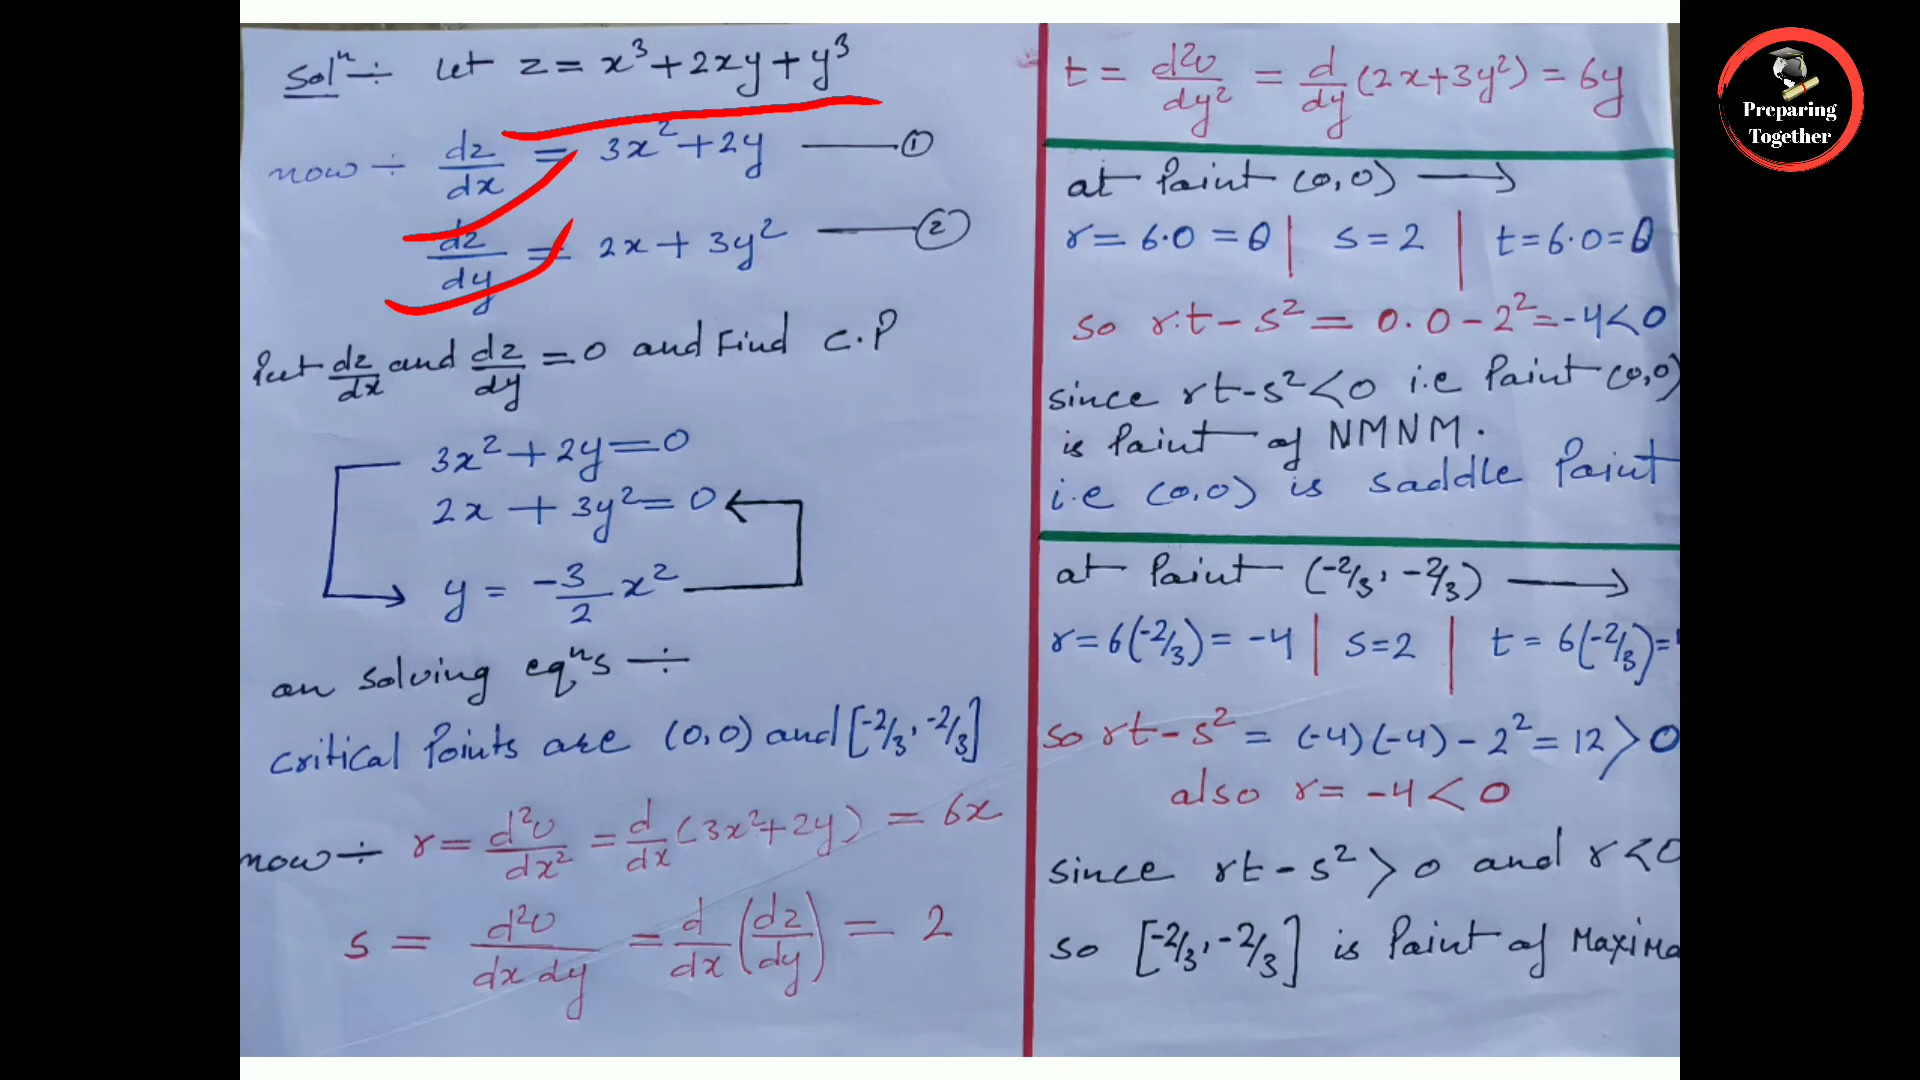 Solⁿ ÷ Let z = x³ + 2xy + y³
now ÷ dz/dx = 3x² + 2y —— ①
dz/dy = 2x + 3y² —— ②
Put dz/dx and dz/dy = 0 and Find C.P
3x² + 2y = 0
2x + 3y² = 0
y = -3/2 x²
on solving eqⁿs ÷
critical Points are (0,0) and [-2/3, -2/3]
now ÷ r = d²υ/dx² = d/dx (3x² + 2y) = 6x
s = d²υ/dx dy = d/dx (dz/dy) = 2
t = d²υ/dy² = d/dy (2x + 3y²) = 6y
at Point (0,0) →
r = 6.0 = 0 | s = 2 | t = 6.0 = 0
so r.t - s² = 0.0 - 2² = -4 < 0
since rt - s² < 0 i.e Point (0,0)
is Point of NMNM.
i.e (0,0) is saddle Point
at Point (-2/3, -2/3) →
r = 6(-2/3) = -4 | s = 2 | t = 6(-2/3) =
so rt - s² = (-4)(-4) - 2² = 12 > 0
also r = -4 < 0
since rt - s² > 0 and r < 0
so [-2/3, -2/3] is Point of Maxima
Preparing
Together